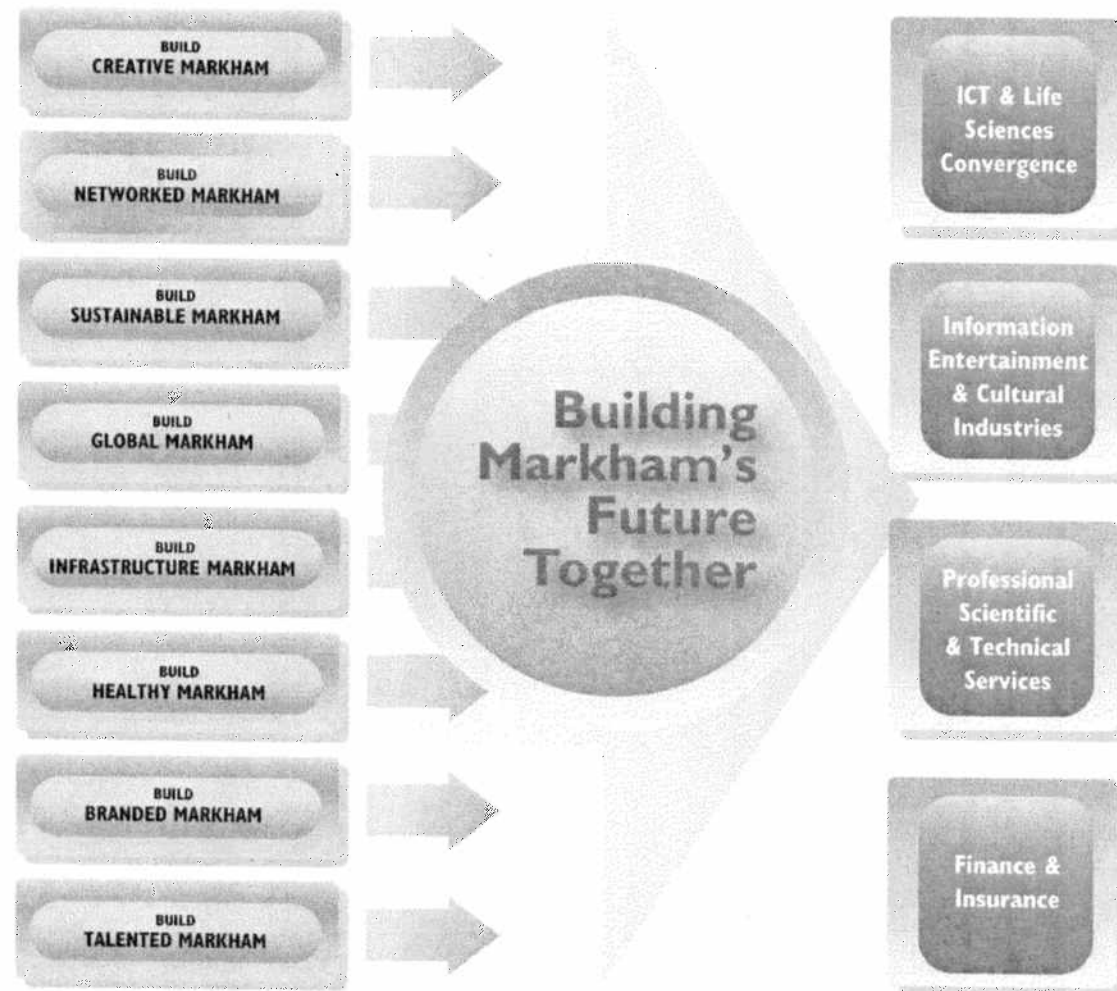 BUILD
CREATIVE MARKHAM
BUILD
NETWORKED MARKHAM
BUILD
SUSTAINABLE MARKHAM
BUILD
GLOBAL MARKHAM
BUILD
INFRASTRUCTURE MARKHAM
BUILD
HEALTHY MARKHAM
BUILD
BRANDED MARKHAM
BUILD
TALENTED MARKHAM
Building
Markham's
Future
Together
ICT & Life
Sciences
Convergence
Information
Entertainment
& Cultural
Industries
Professional
Scientific
& Technical
Services
Finance &
Insurance